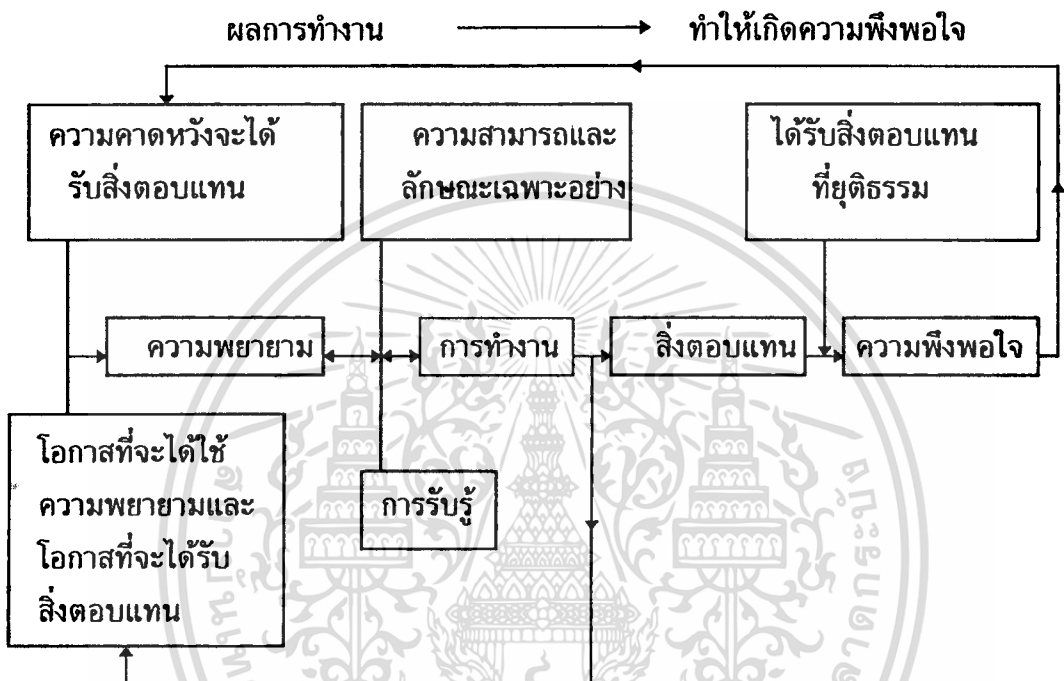 ผลการทำงาน ทำให้เกิดความพึงพอใจ
ความคาดหวังจะได้
รับสิ่งตอบแทน
ความสามารถและ
ลักษณะเฉพาะอย่าง
ได้รับสิ่งตอบแทน
ที่ยุติธรรม
ความพยายาม
การทำงาน
สิ่งตอบแทน
ความพึงพอใจ
โอกาสที่จะได้ใช้
ความพยายามและ
โอกาสที่จะได้รับ
สิ่งตอบแทน
การรับรู้